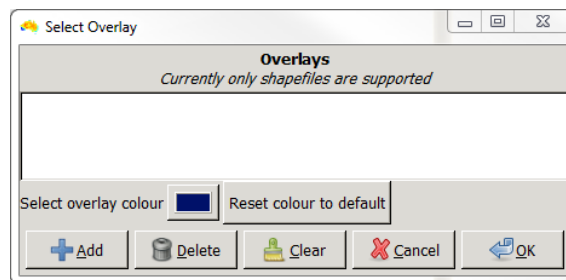 Select Overlay
Overlays
Currently only shapefiles are supported
Select overlay colour Reset colour to default
Add Delete Clear Cancel OK